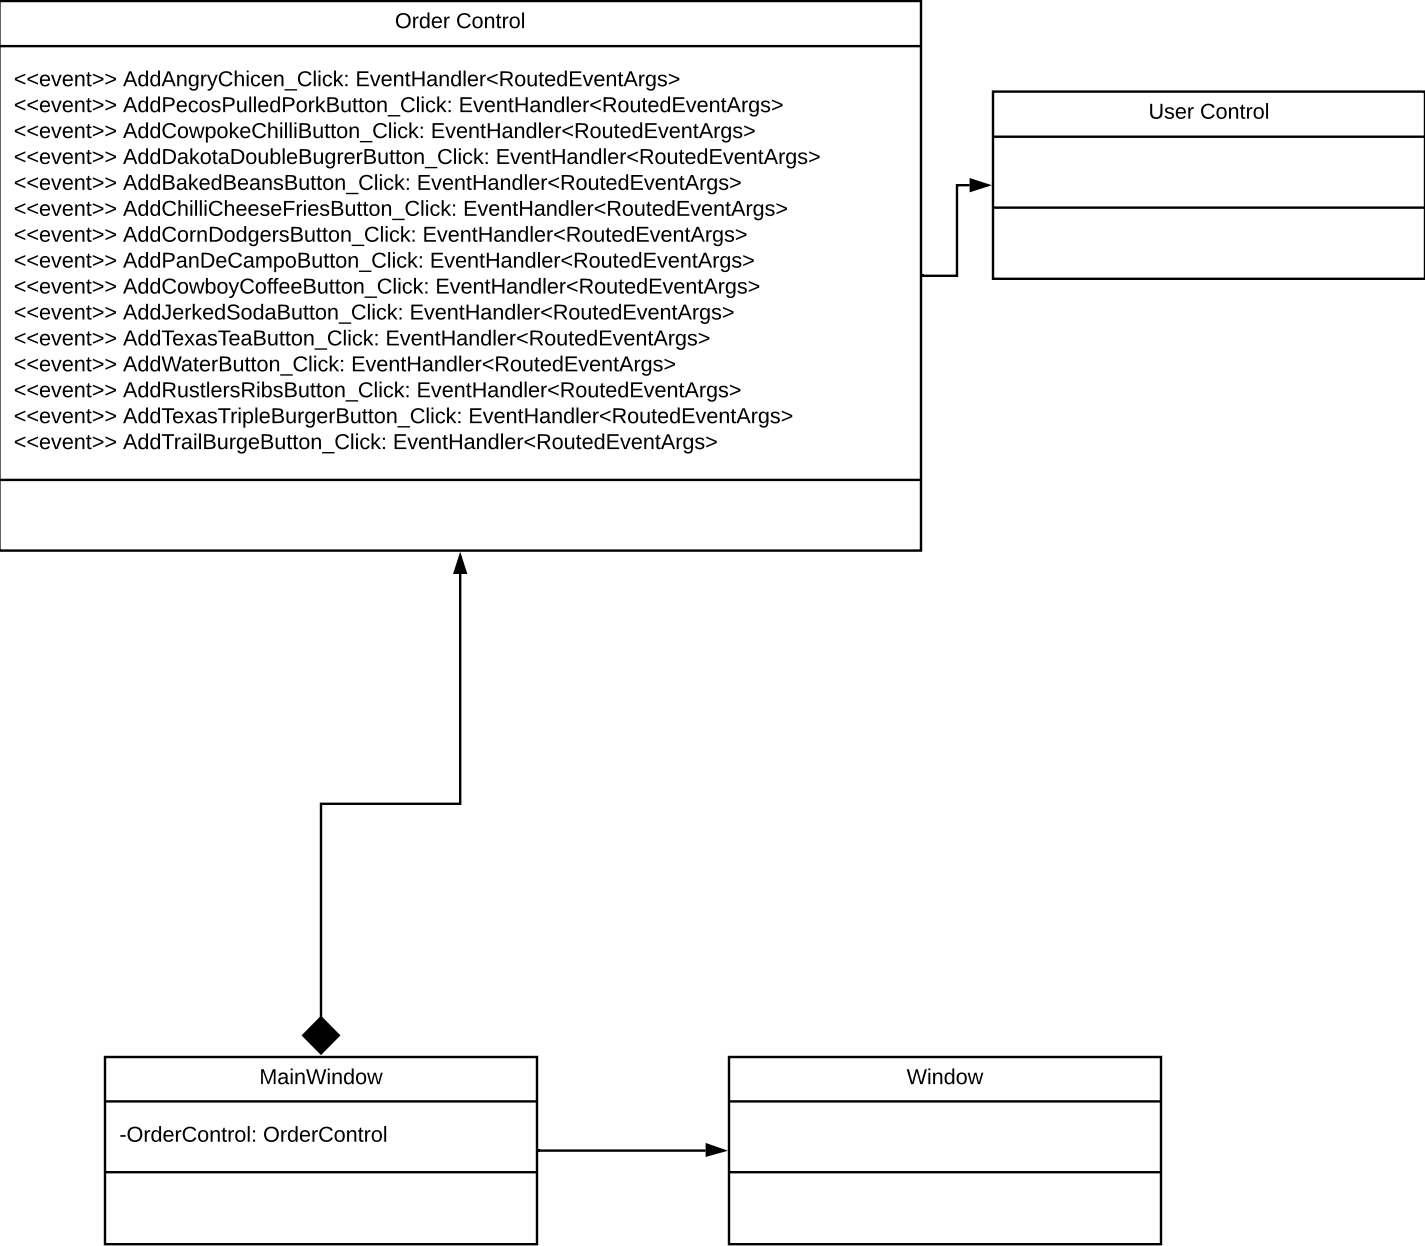 Order Control
<<event>> AddAngryChicen_Click: EventHandler<RoutedEventArgs>
<<event>> AddPecosPulledPorkButton_Click: EventHandler<RoutedEventArgs>
<<event>> AddCowpokeChilliButton_Click: EventHandler<RoutedEventArgs>
<<event>> AddDakotaDoubleBugrerButton_Click: EventHandler<RoutedEventArgs>
<<event>> AddBakedBeansButton_Click: EventHandler<RoutedEventArgs>
<<event>> AddChilliCheeseFriesButton_Click: EventHandler<RoutedEventArgs>
<<event>> AddCornDodgersButton_Click: EventHandler<RoutedEventArgs>
<<event>> AddPanDeCampoButton_Click: EventHandler<RoutedEventArgs>
<<event>> AddCowboyCoffeeButton_Click: EventHandler<RoutedEventArgs>
<<event>> AddJerkedSodaButton_Click: EventHandler<RoutedEventArgs>
<<event>> AddTexasTeaButton_Click: EventHandler<RoutedEventArgs>
<<event>> AddWaterButton_Click: EventHandler<RoutedEventArgs>
<<event>> AddRustlersRibsButton_Click: EventHandler<RoutedEventArgs>
<<event>> AddTexasTripleBurgerButton_Click: EventHandler<RoutedEventArgs>
<<event>> AddTrailBurgeButton_Click: EventHandler<RoutedEventArgs>
User Control
MainWindow
-OrderControl: OrderControl
Window